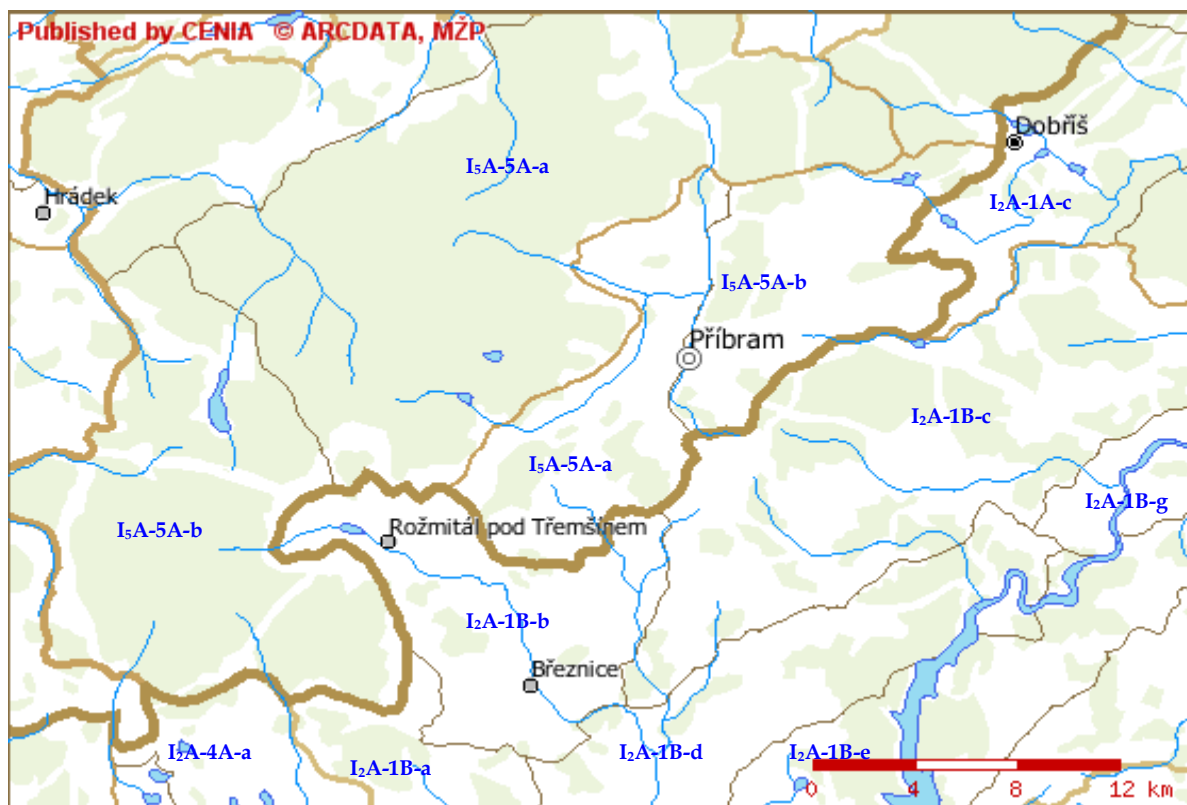 Published by CENIA © ARCDATA, MŽP
Dobříš
I₅A-5A-a
Hrádek
I₂A-1A-c
I₅A-5A-b
Příbram
I₂A-1B-c
I₅A-5A-a
I₂A-1B-g
I₅A-5A-b
Rožmitál pod Třemšínem
I₂A-1B-b
Březnice
I₂A-4A-a
I₂A-1B-d
I₂A-1B-e
I₂A-1B-a
0 4 8 12 km